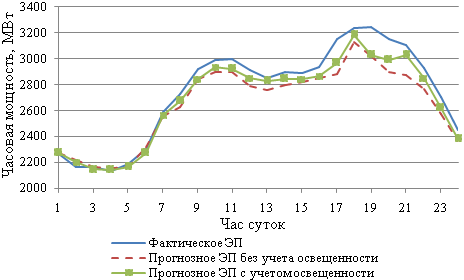 Часовая мощность, МВт
3400
3200
3000
2800
2600
2400
2200
2000
1 3 5 7 9 11 13 15 17 19 21 23
Час суток
Фактическое ЭП
Прогнозное ЭП без учета освещенности
Прогнозное ЭП с учетомосвещенности